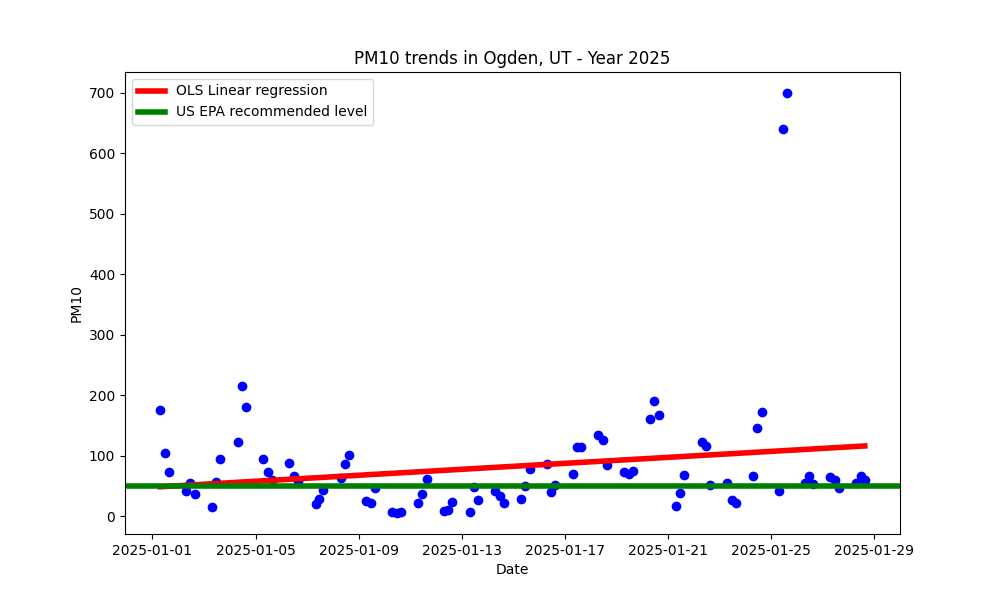 PM10 trends in Ogden, UT - Year 2025
OLS Linear regression
US EPA recommended level
700
600
500
400
300
200
100
0
PM10
2025-01-01 2025-01-05 2025-01-09 2025-01-13 2025-01-17 2025-01-21 2025-01-25 2025-01-29
Date